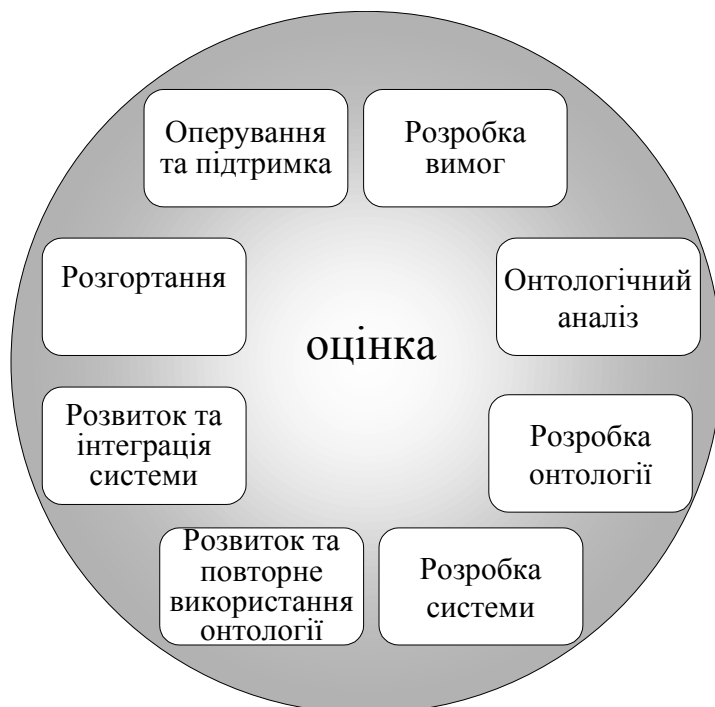 Оперування
та підтримка
Розробка
вимог
Розгортання
Онтологічний
аналіз
оцінка
Розвиток та
інтеграція
системи
Розробка
онтології
Розвиток та
повторне
використання
онтології
Розробка
системи